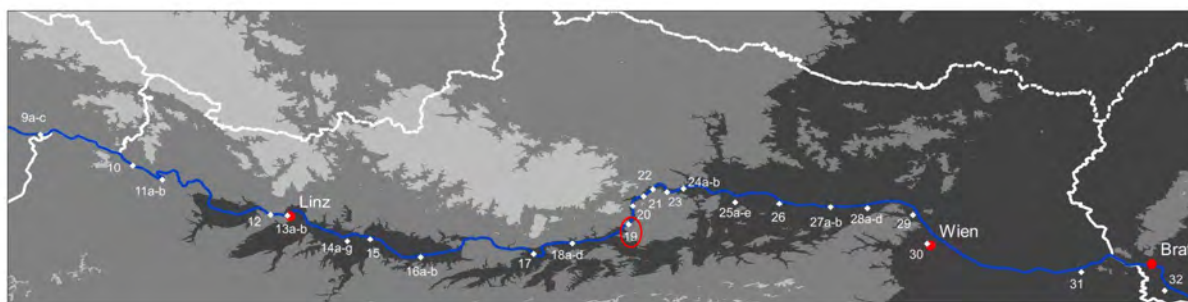 9a-c
10
11a-b
12
Linz
13a-b
14a-g
15
16a-b
17
18a-d
19
20
21
22
23
24a-b
25a-e
26
27a-b
28a-d
29
Wien
30
31
Brat
32